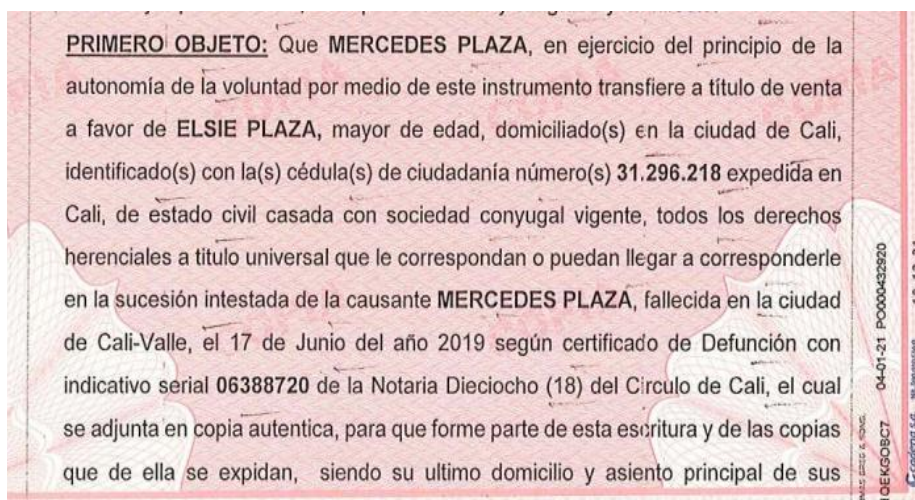 PRIMERO OBJETO: Que MERCEDES PLAZA, en ejercicio del principio de la
autonomía de la voluntad por medio de este instrumento transfiere a título de venta
a favor de ELSIE PLAZA, mayor de edad, domiciliado(s) en la ciudad de Cali,
identificado(s) con la(s) cédula(s) de ciudadanía número(s) 31.296.218 expedida en
Cali, de estado civil casada con sociedad conyugal vigente, todos los derechos
herenciales a titulo universal que le correspondan o puedan llegar a corresponderle
en la sucesión intestada de la causante MERCEDES PLAZA, fallecida en la ciudad
de Cali-Valle, el 17 de Junio del año 2019 según certificado de Defunción con
indicativo serial 06388720 de la Notaria Dieciocho (18) del Circulo de Cali, el cual
se adjunta en copia autentica, para que forme parte de esta escritura y de las copias
que de ella se expidan, siendo su ultimo domicilio y asiento principal de sus
04-01-21 PO000432920